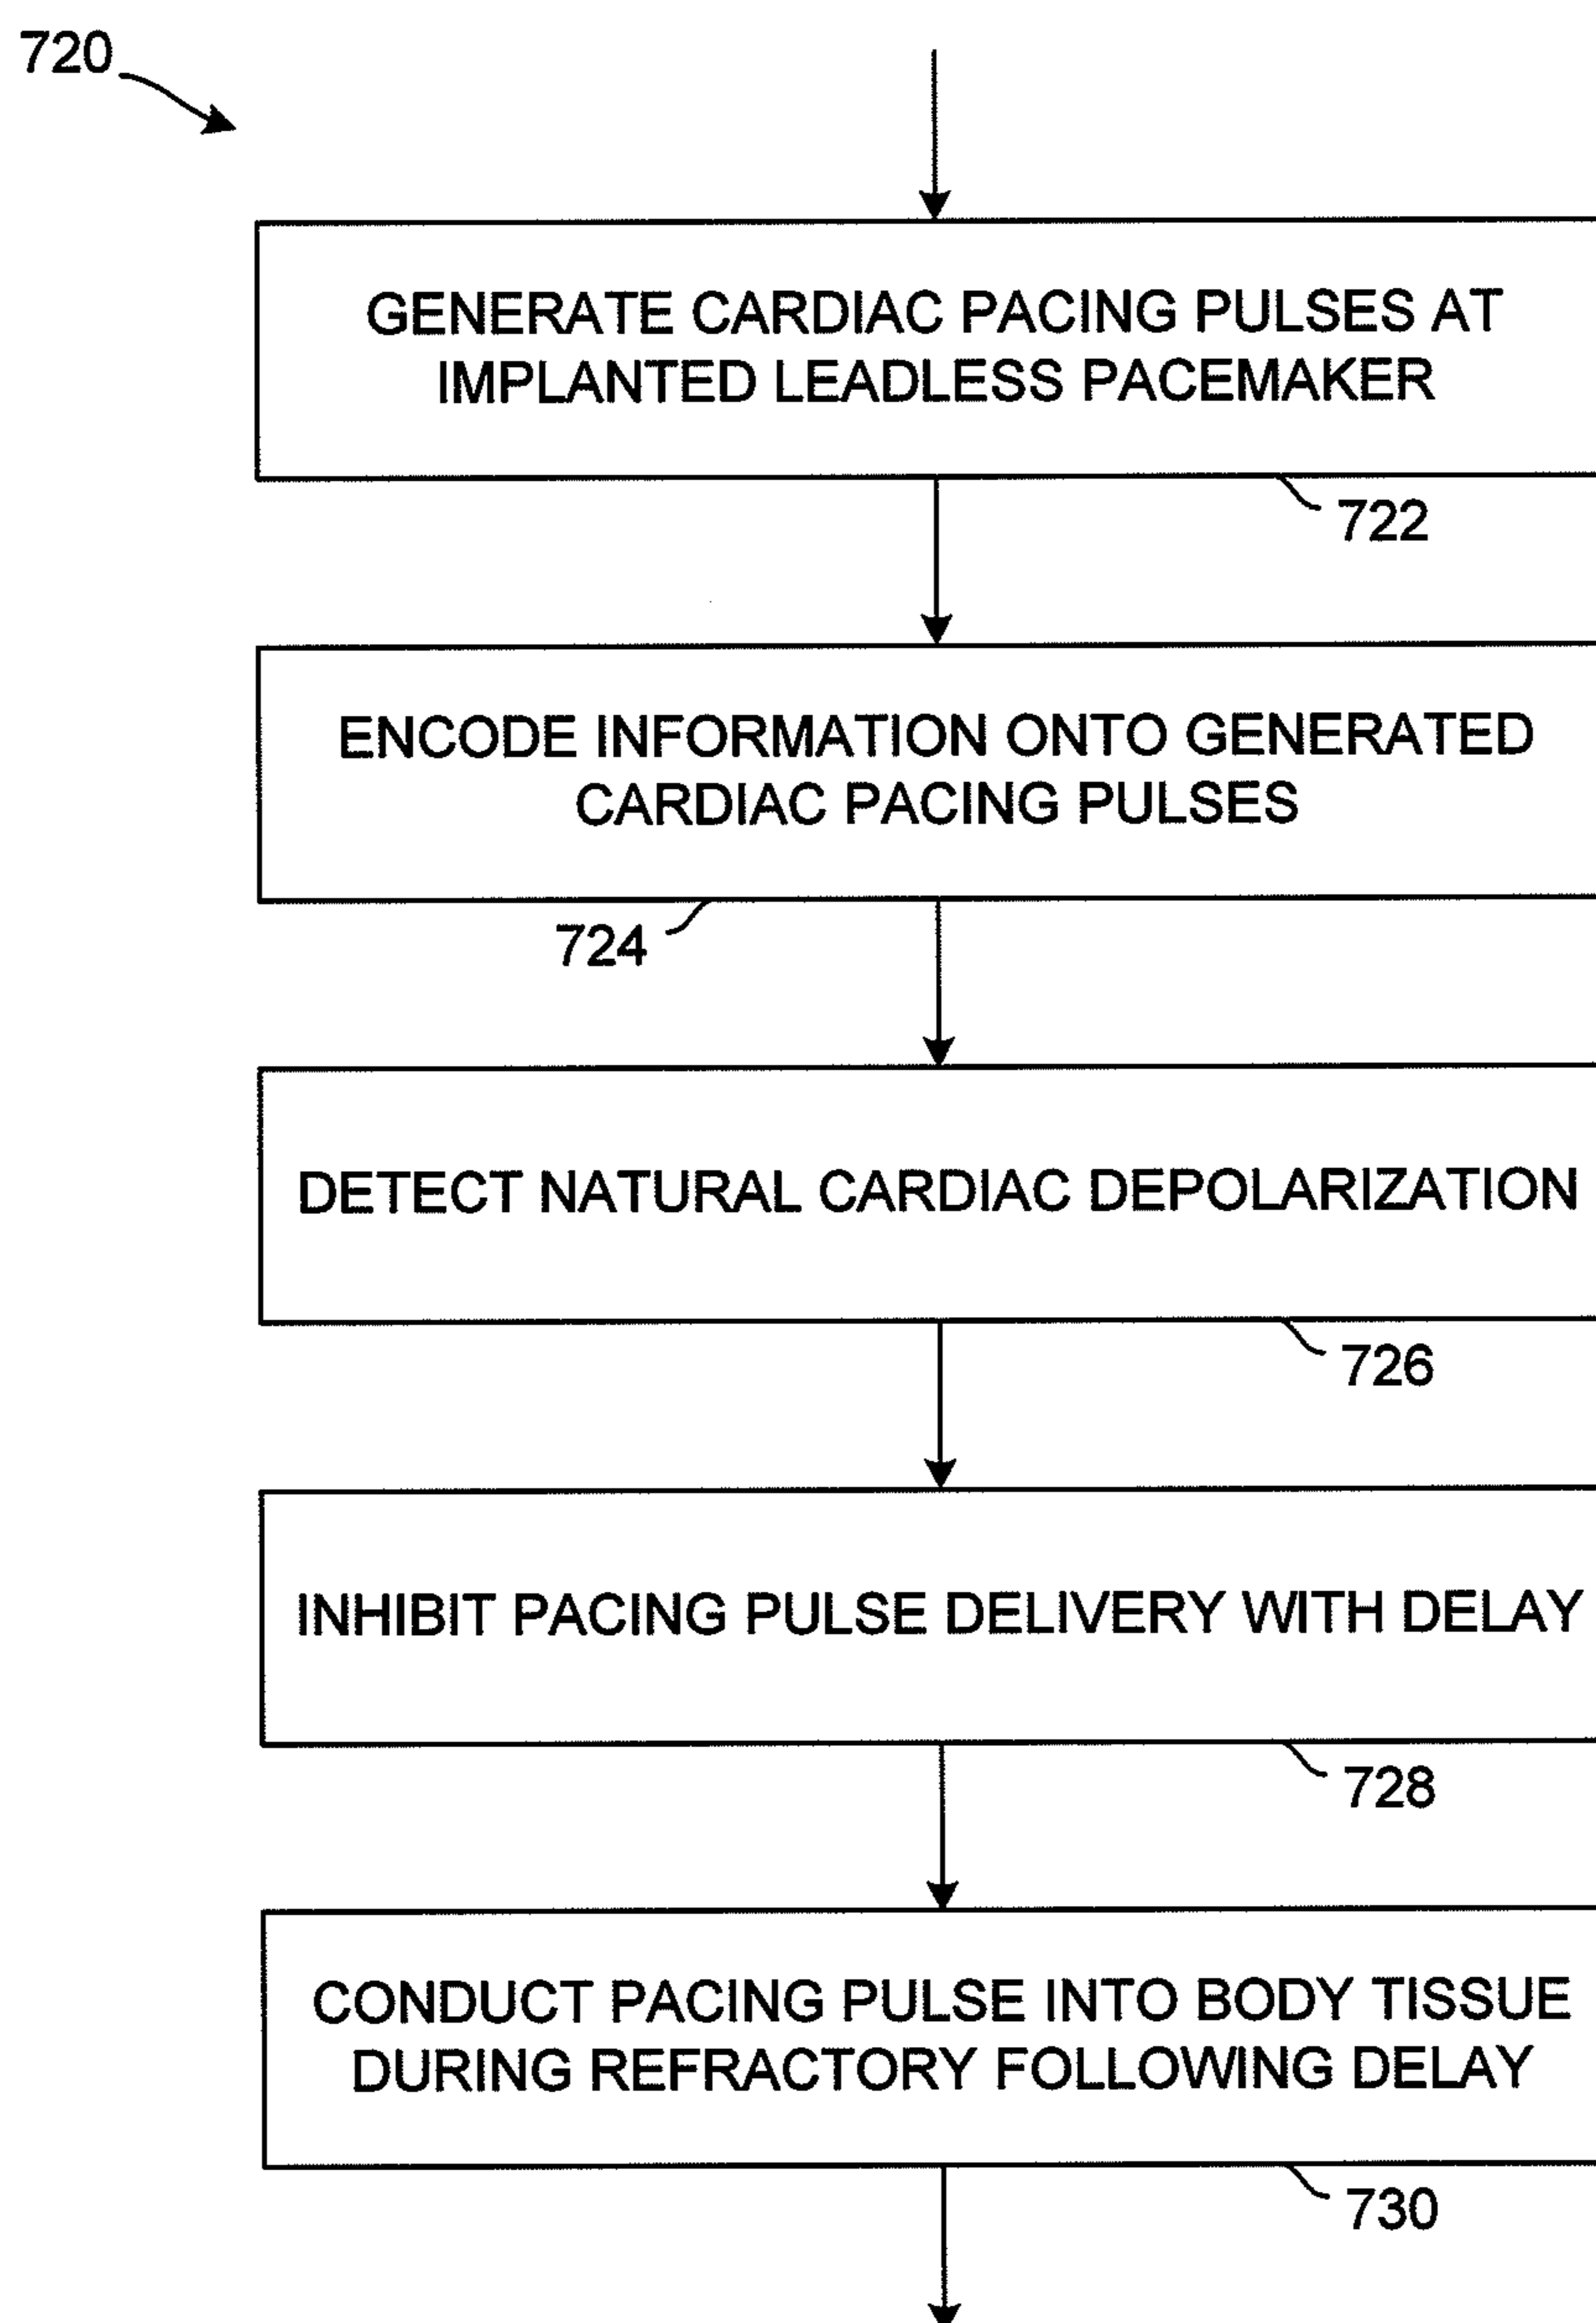 720
GENERATE CARDIAC PACING PULSES AT
IMPLANTED LEADLESS PACEMAKER
722
ENCODE INFORMATION ONTO GENERATED
CARDIAC PACING PULSES
724
DETECT NATURAL CARDIAC DEPOLARIZATION
726
INHIBIT PACING PULSE DELIVERY WITH DELAY
728
CONDUCT PACING PULSE INTO BODY TISSUE
DURING REFRACTORY FOLLOWING DELAY
730